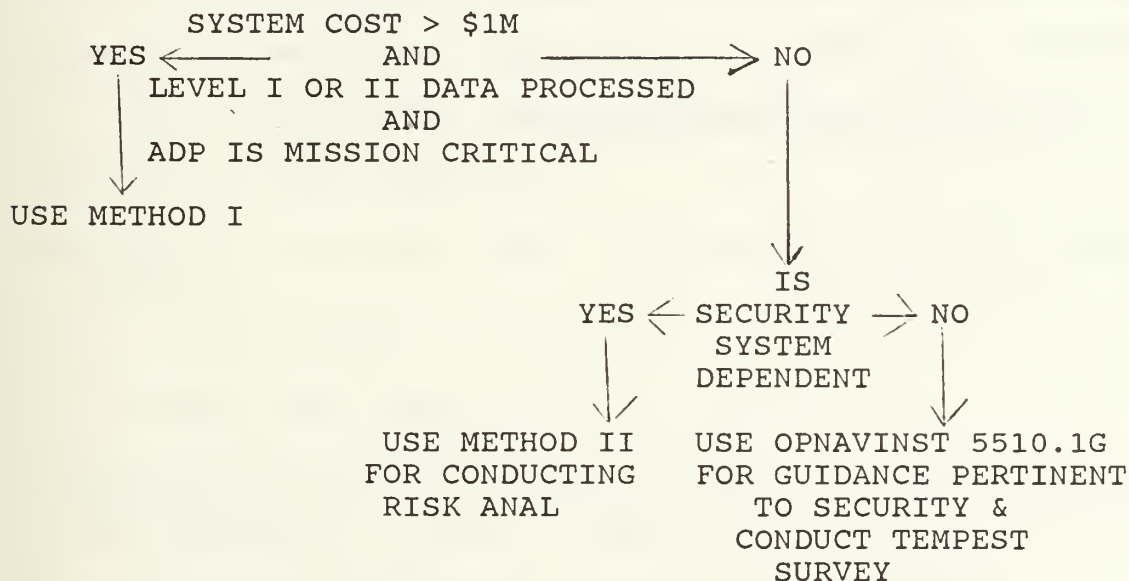 SYSTEM COST > $1M
YES AND NO
LEVEL I OR II DATA PROCESSED
AND
ADP IS MISSION CRITICAL
USE METHOD I
IS
YES SECURITY NO
SYSTEM
DEPENDENT
USE METHOD II
FOR CONDUCTING
RISK ANAL
USE OPNAVINST 5510.1G
FOR GUIDANCE PERTINENT
TO SECURITY &
CONDUCT TEMPEST
SURVEY